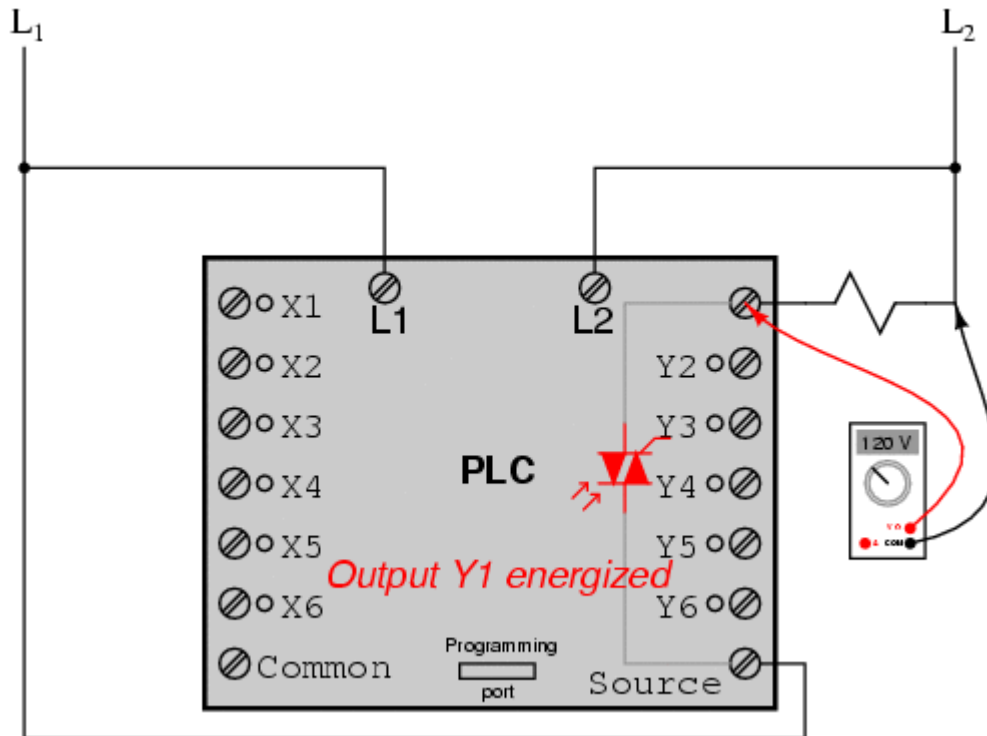 L1 L2
L1 L2
X1
X2 Y2
X3 Y3
120 V
X4 PLC Y4
V Ω
A COM
X5 Y5
Output Y1 energized
X6 Y6
Programming
port
Common Source